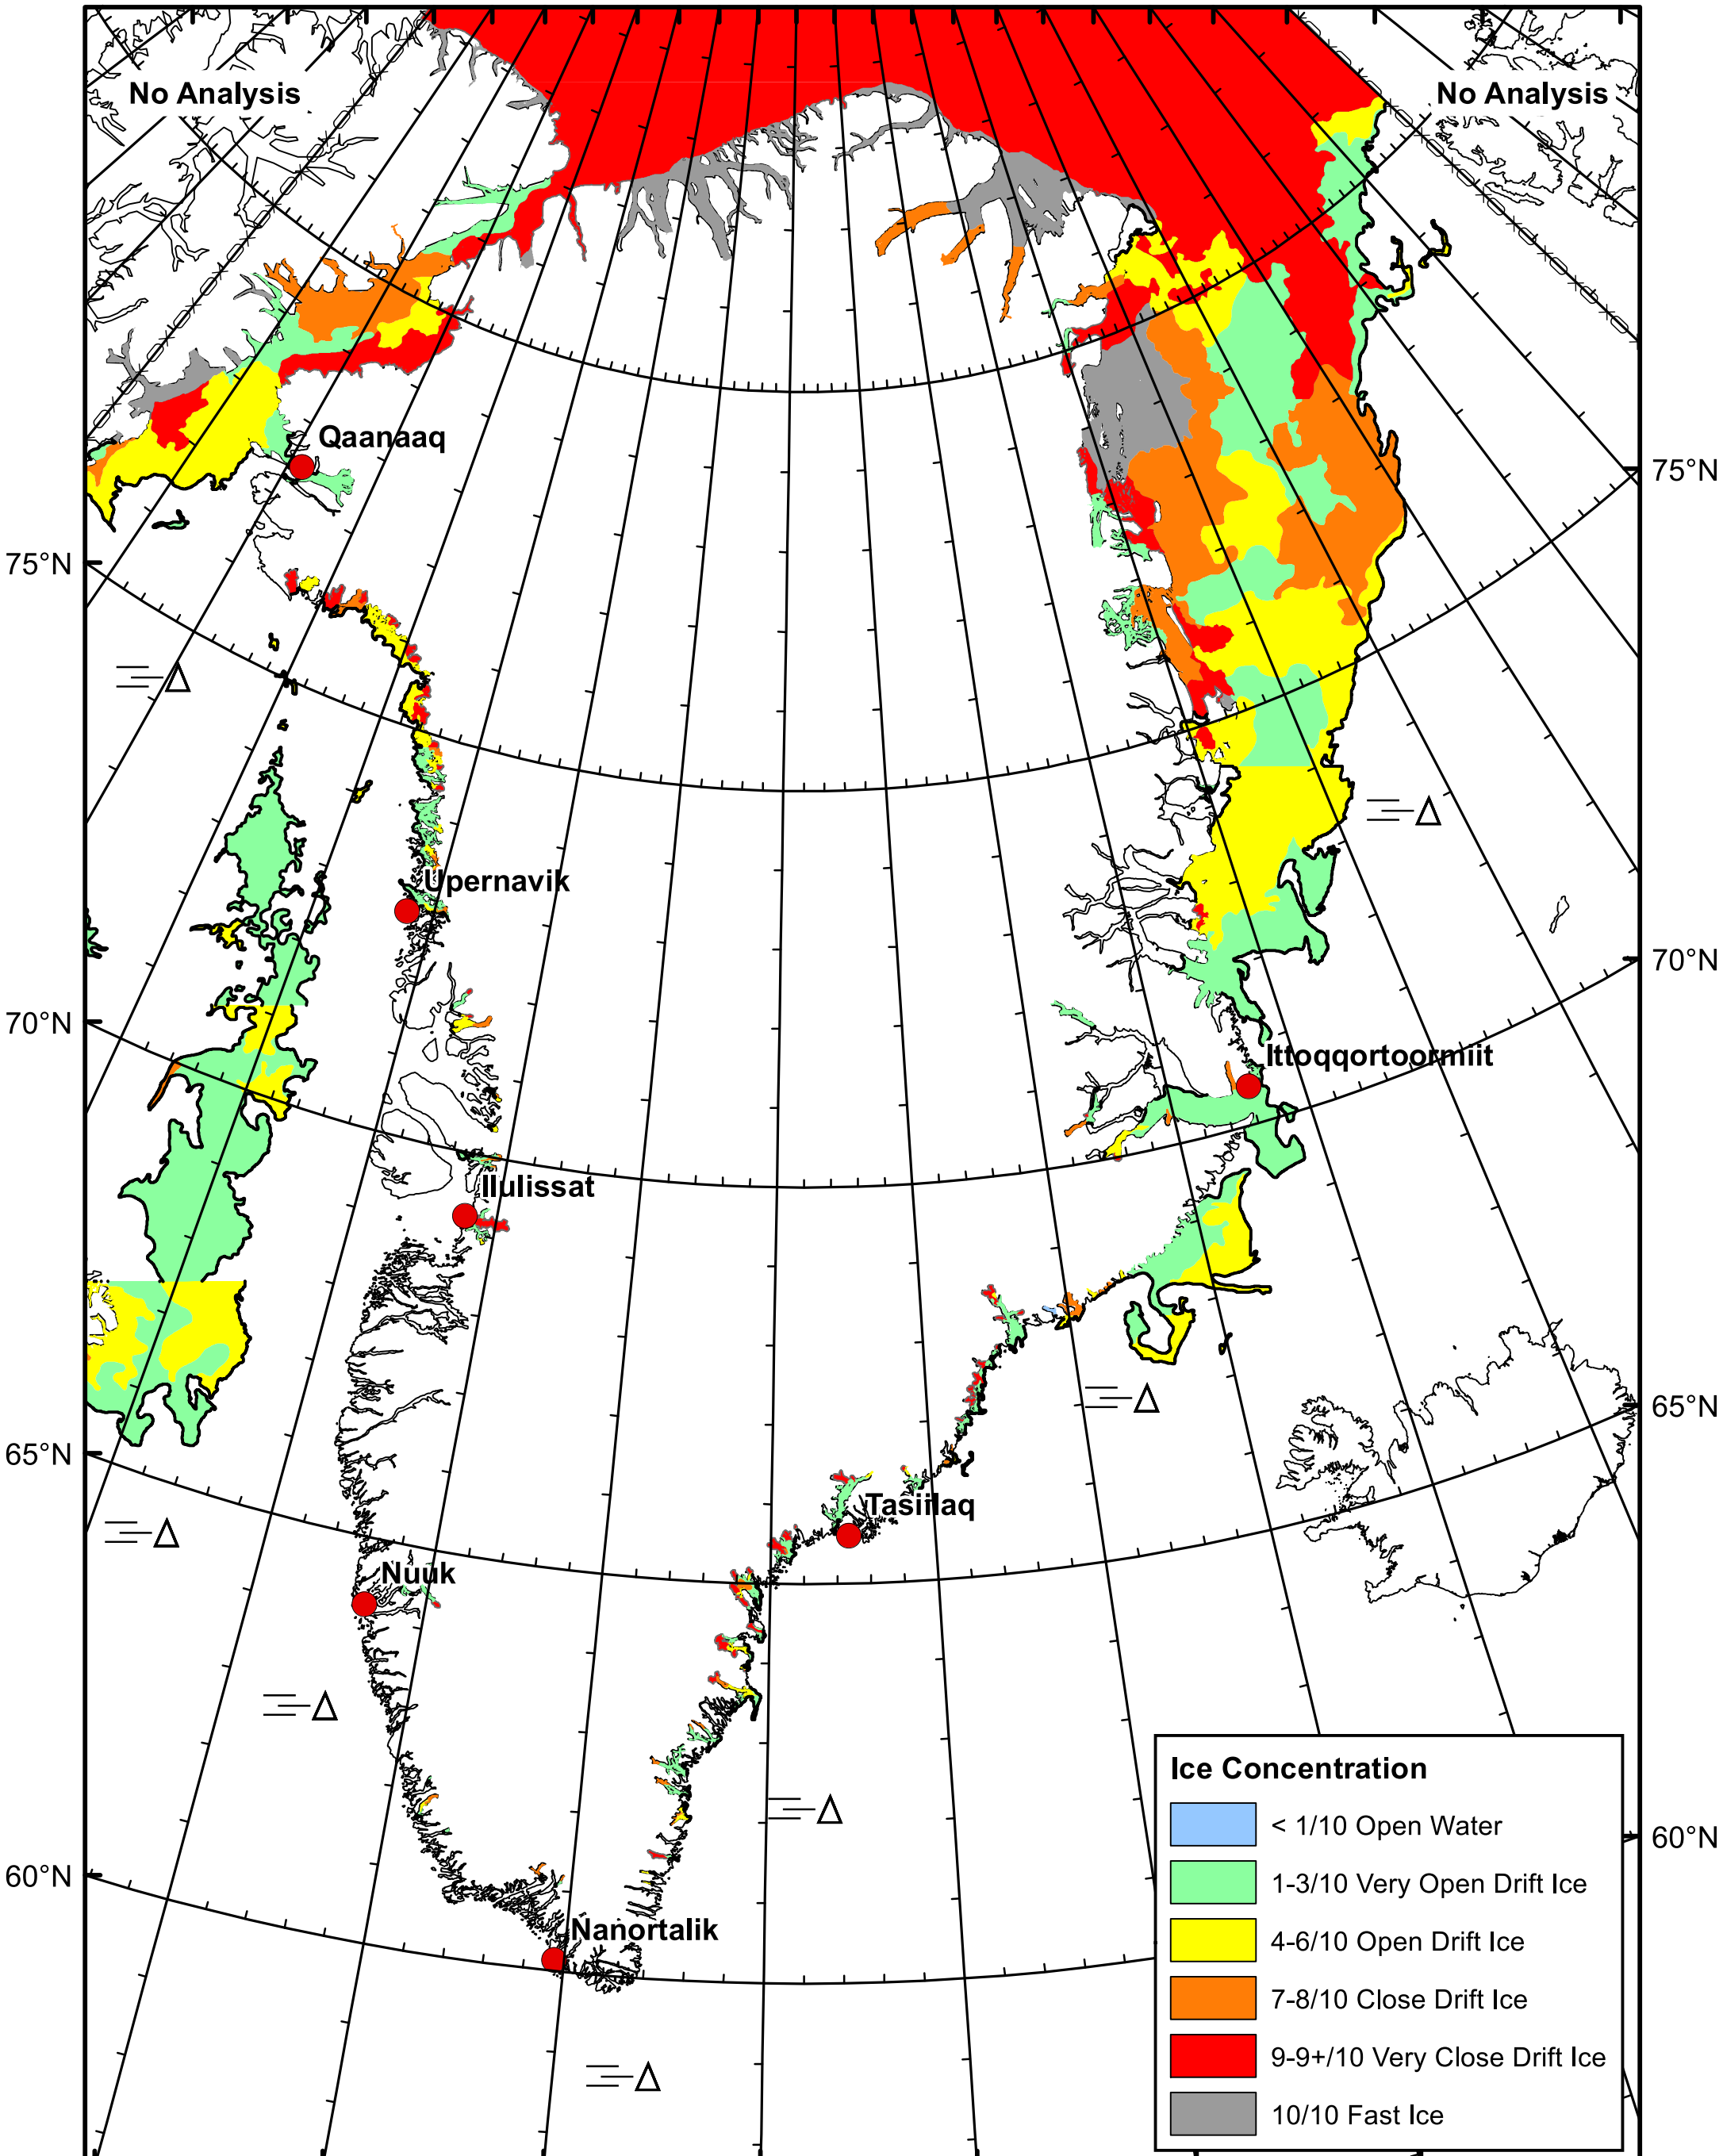 No Analysis
No Analysis
Qaanaaq
75°N
75°N
Upernavik
70°N
70°N
Ittoqqortoormiit
Ilulissat
65°N
65°N
Tasiilaq
Nuuk
60°N
60°N
Nanortalik
Ice Concentration
< 1/10 Open Water
1-3/10 Very Open Drift Ice
4-6/10 Open Drift Ice
7-8/10 Close Drift Ice
9-9+/10 Very Close Drift Ice
10/10 Fast Ice